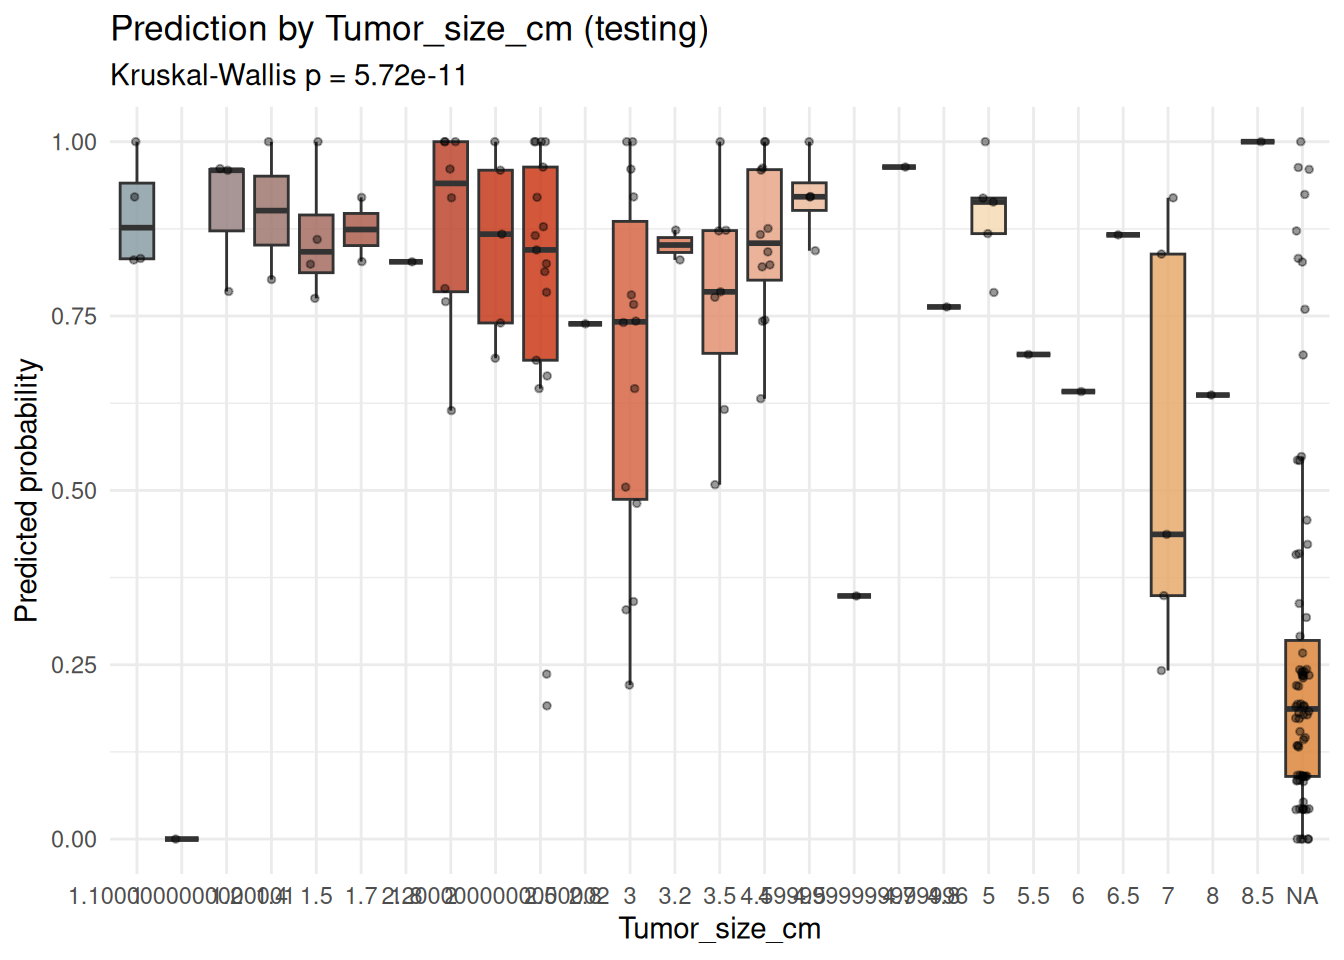 Prediction by Tumor_size_cm (testing)
Kruskal-Wallis p = 5.72e-11
1.00
0.75
0.50
0.25
0.00
Predicted probability
1.5 1.7 3 3.2 3.5 5 5.5 6 6.5 7 8 8.5 NA
Tumor_size_cm